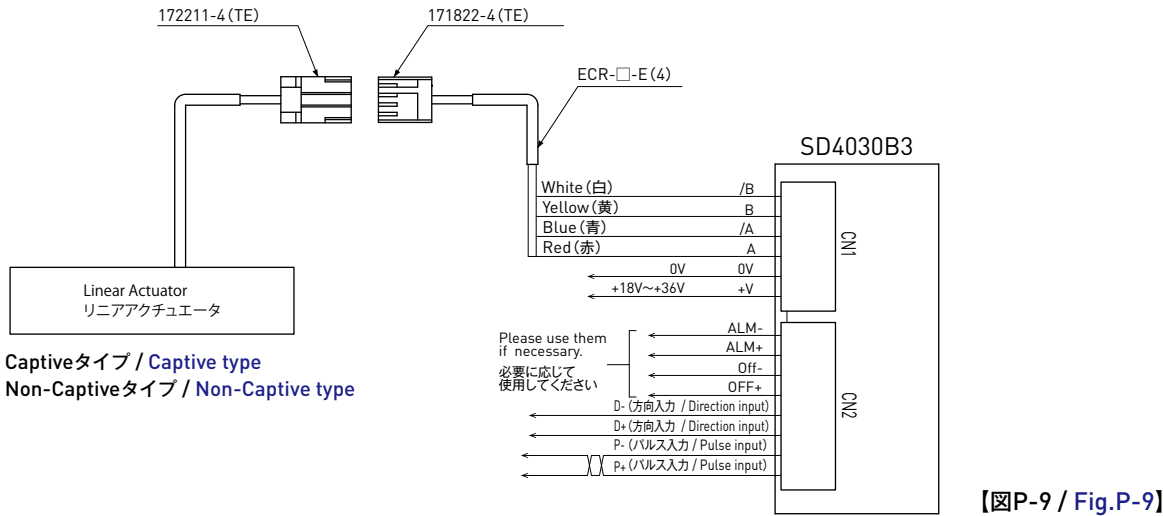 172211-4(TE)
171822-4(TE)
ECR-□-E(4)
SD4030B3
White(白)
/B
Yellow(黄)
B
Blue(青)
/A
Red(赤)
A
0V
0V
+18V~+36V
+V
CN1
Linear Actuator
リニアアクチュエータ
Captiveタイプ / Captive type
Non-Captiveタイプ / Non-Captive type
Please use them
if necessary.
必要に応じて
使用してください
ALM-
ALM+
Off-
OFF+
D-(方向入力 / Direction input)
D+(方向入力 / Direction input)
P-(パルス入力 / Pulse input)
P+(パルス入力 / Pulse input)
CN2
【図P-9 / Fig.P-9】